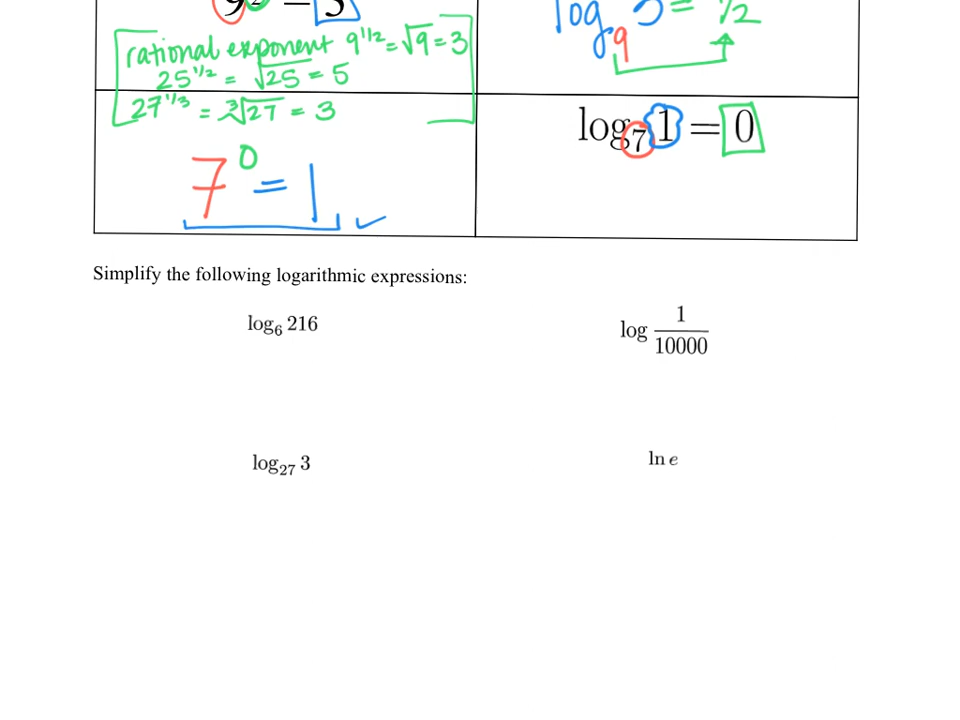 9 = 3
log₉ 3 = 1/2
rational exponent 9^1/2 = √9 = 3
25^1/2 = √25 = 5
27^1/3 = ∛27 = 3
log₇ 1 = 0
7⁰ = 1 ✓
Simplify the following logarithmic expressions:
log₆ 216
log 1/10000
log₂₇ 3
ln e